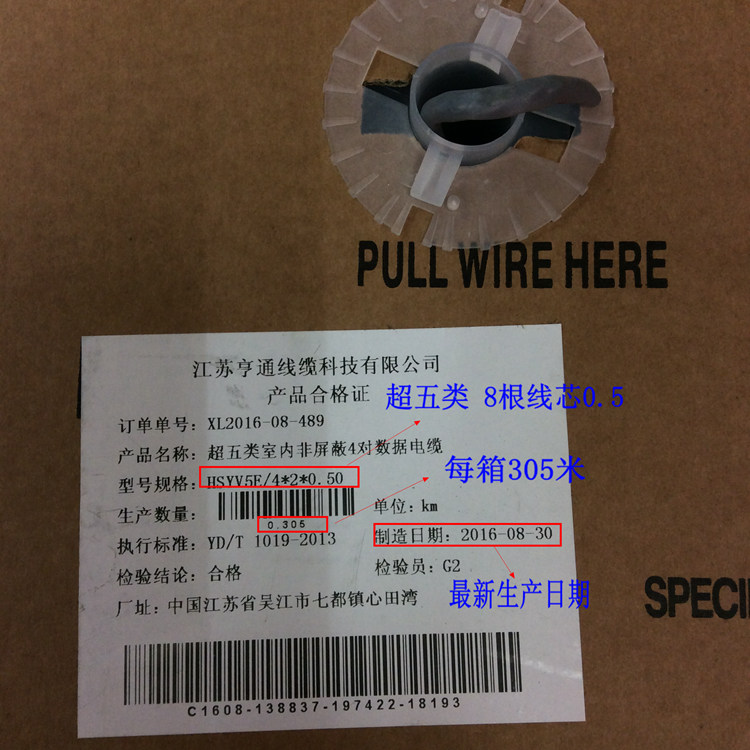 PULL WIRE HERE
江苏亨通线缆科技有限公司
产品合格证
超五类 8根线芯0.5
订单单号：XL2016-08-489
产品名称：超五类室内非屏蔽4对数据电缆
型号规格：HSYV5E/4*2*0.50
每箱305米
生产数量：
0.305
单位：km
执行标准：YD/T 1019-2013
制造日期：2016-08-30
检验结论：合格
检验员：G2
最新生产日期
厂址：中国江苏省吴江市七都镇心田湾
SPECI
C1608-138837-197422-18193